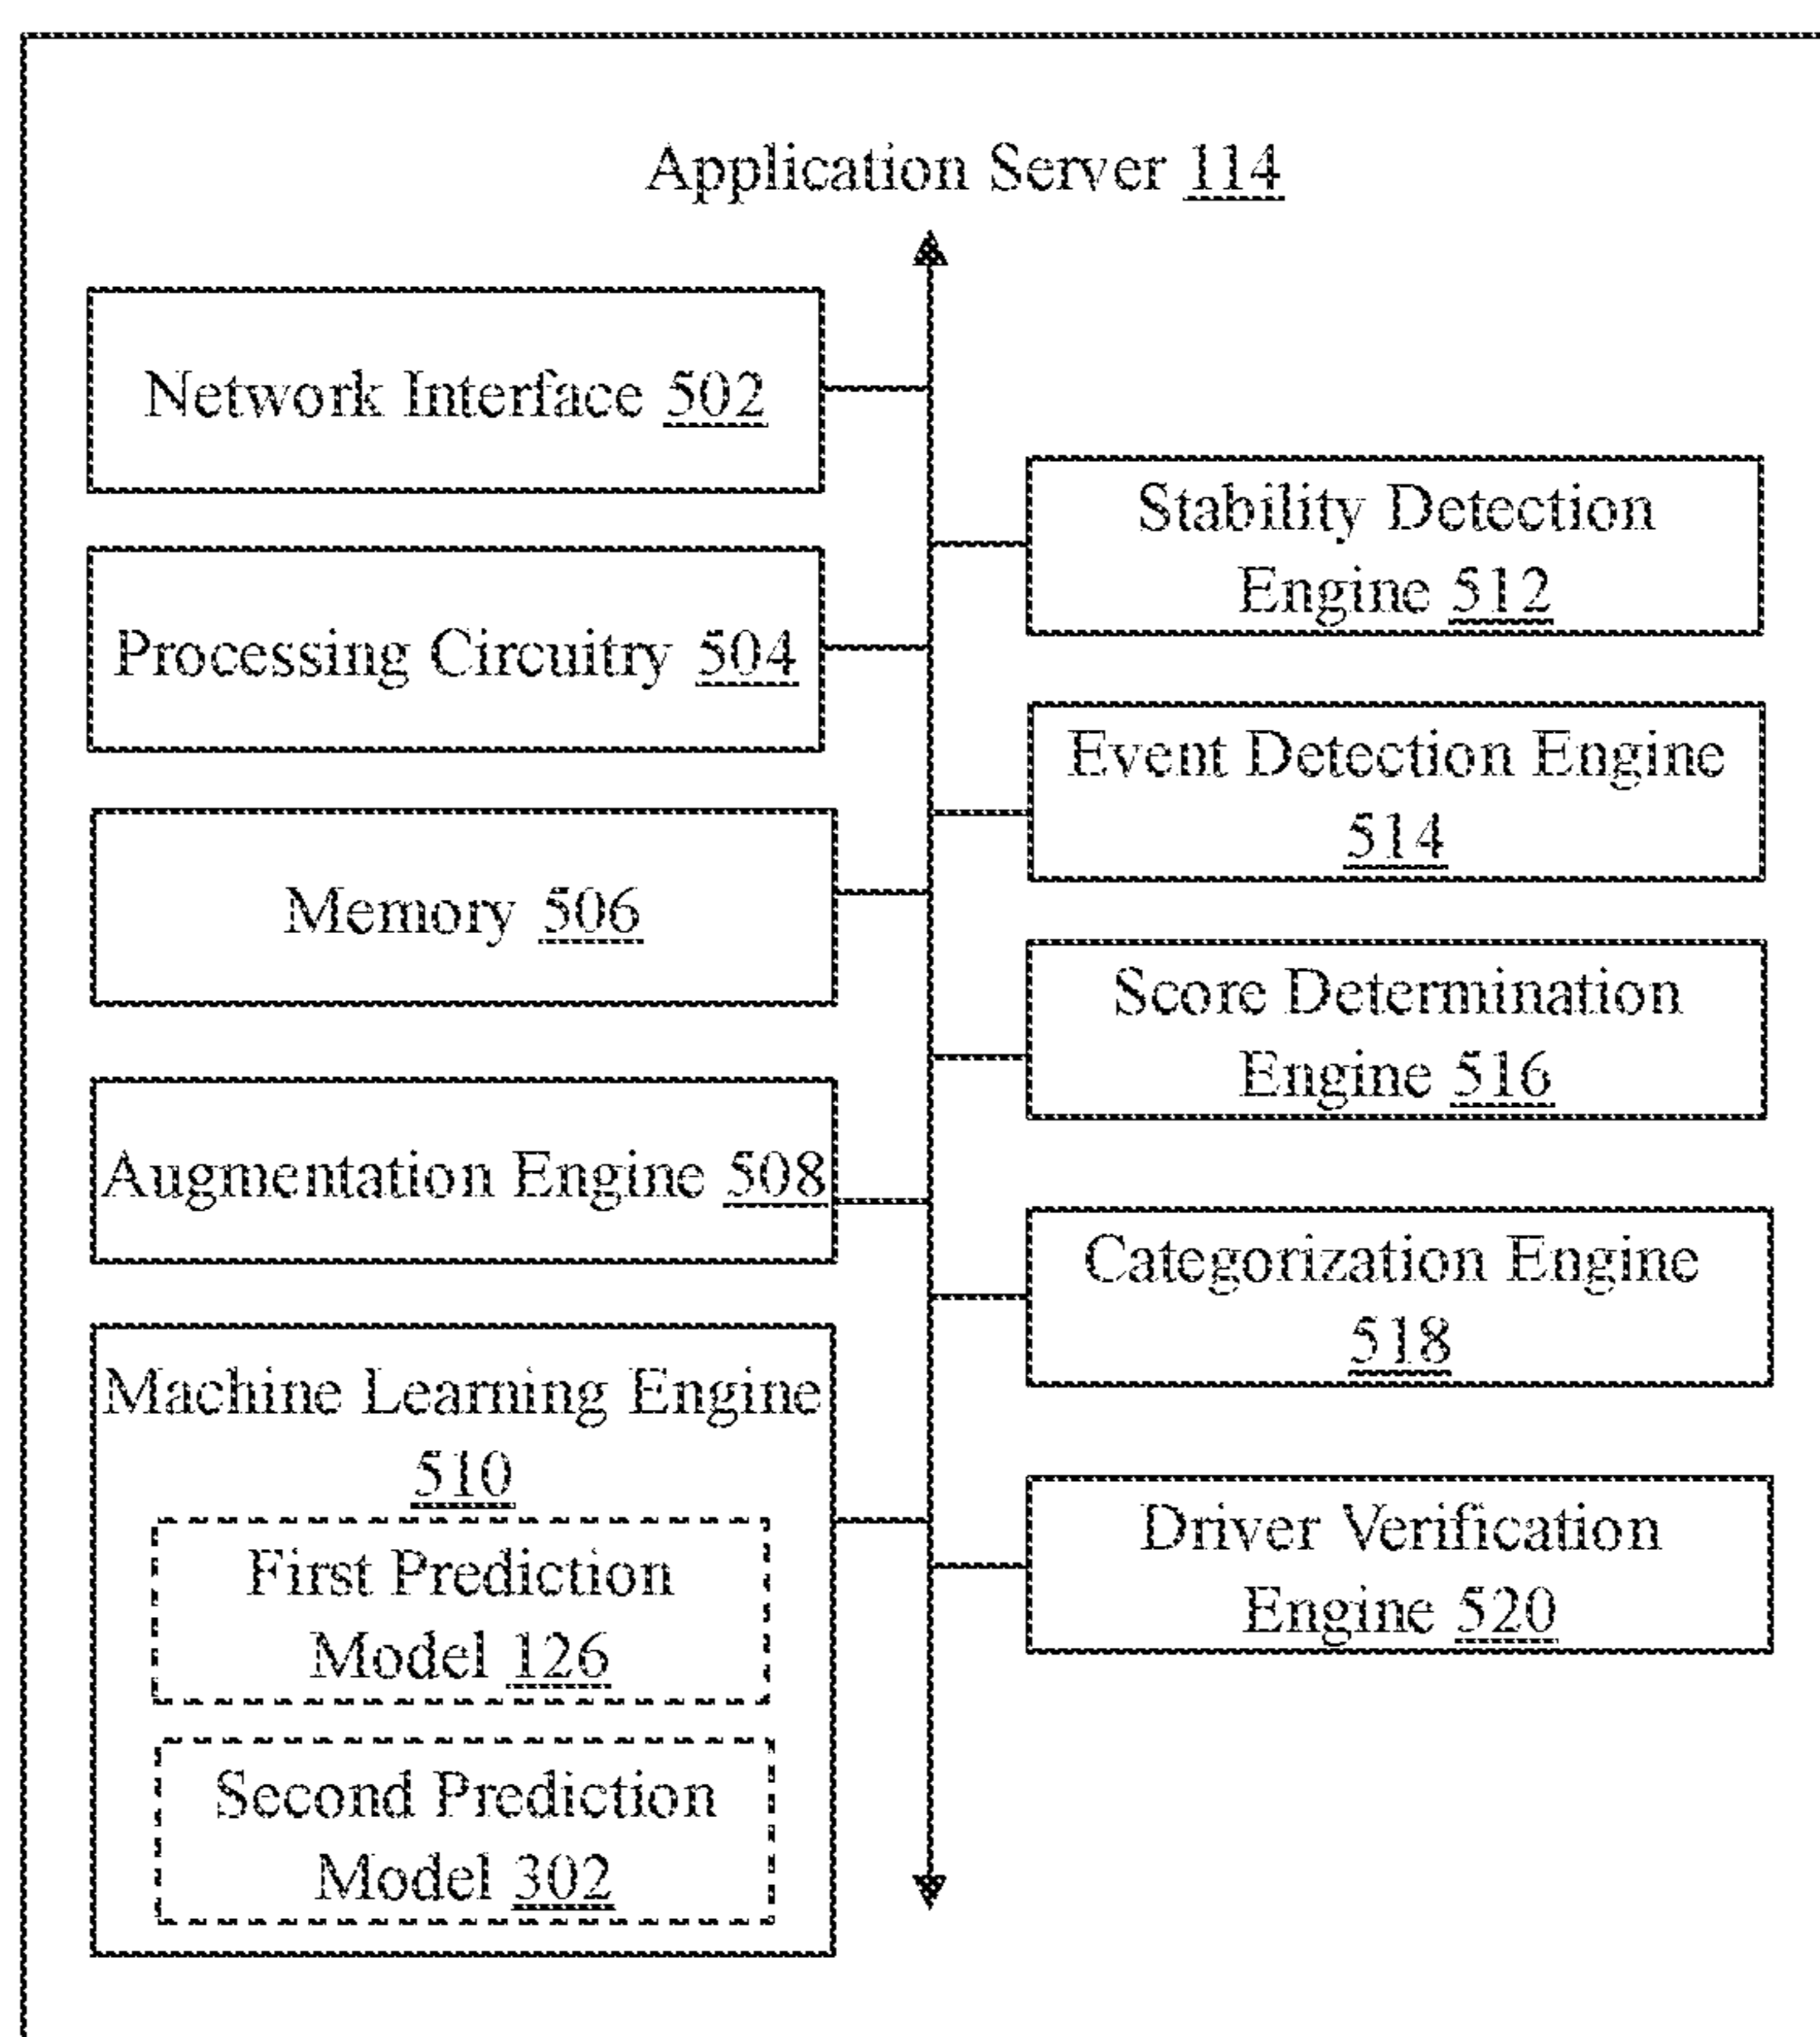 Application Server 114
Network Interface 502
Processing Circuitry 504
Memory 506
Augmentation Engine 508
Machine Learning Engine
510
First Prediction
Model 126
Second Prediction
Model 302
Stability Detection
Engine 512
Event Detection Engine
514
Score Determination
Engine 516
Categorization Engine
518
Driver Verification
Engine 520